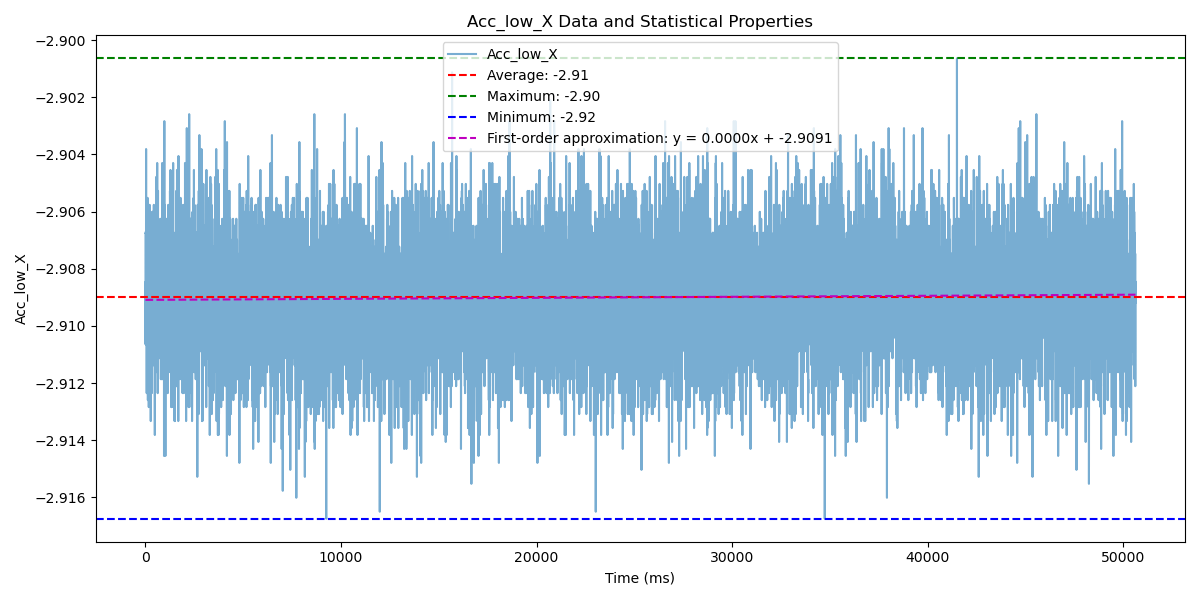 Acc_low_X Data and Statistical Properties
Acc_low_X
Average: -2.91
Maximum: -2.90
Minimum: -2.92
First-order approximation: y = 0.0000x + -2.9091
−2.900
−2.902
−2.904
−2.906
−2.908
−2.910
−2.912
−2.914
−2.916
Acc_low_X
0
10000
20000
30000
40000
50000
Time (ms)